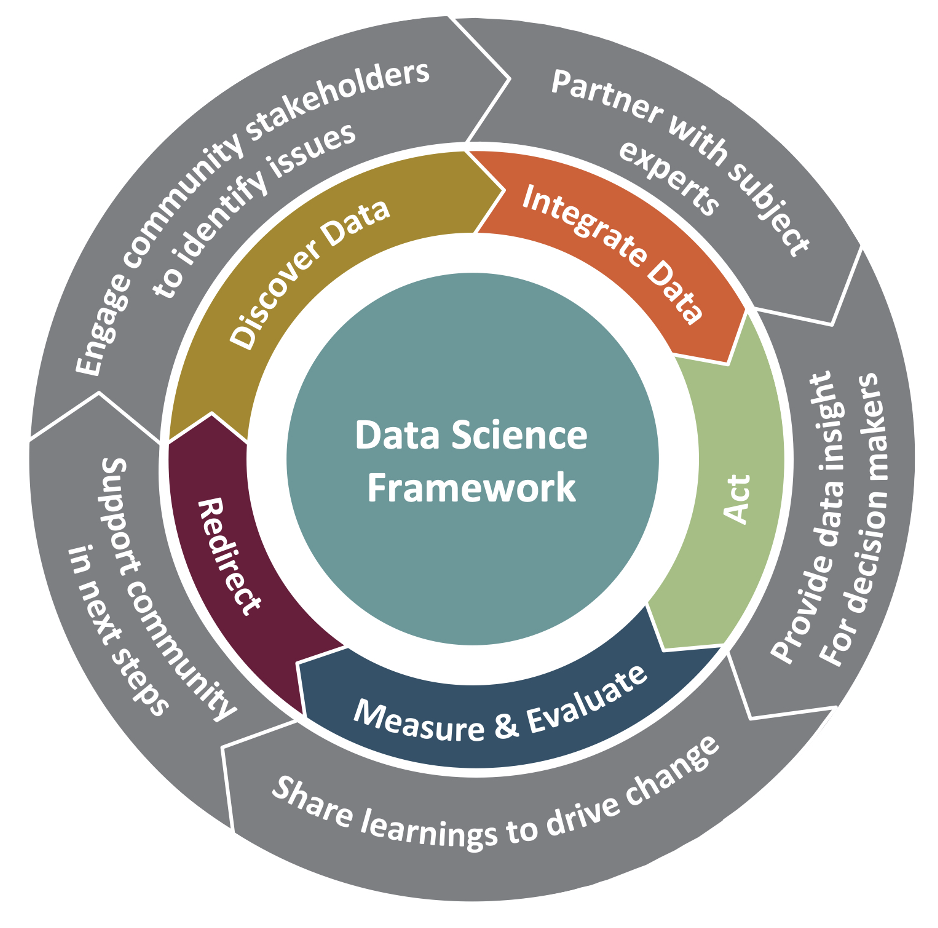 Data Science
Framework
Discover Data
Integrate Data
Act
Measure & Evaluate
Redirect
Engage community stakeholders
to identify issues
Partner with subject
experts
Provide data insight
For decision makers
Share learnings to drive change
Support community
in next steps